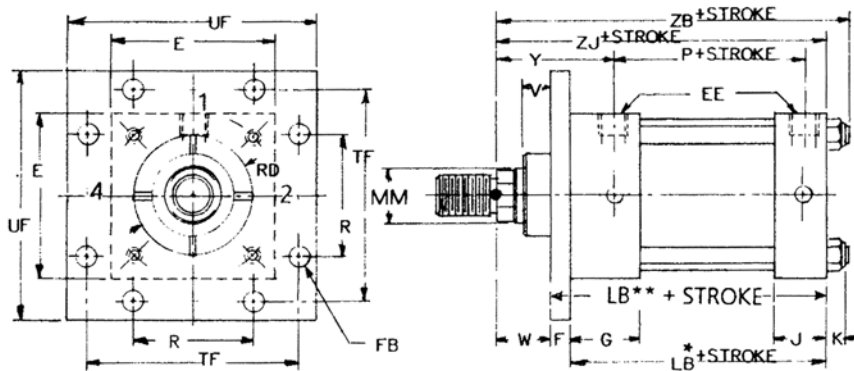 UF
E
UF
E
1
4
2
RD
TF
R
R
TF
FB
ZB+STROKE
ZJ+STROKE
Y
P+STROKE
V
EE
MM
LB** + STROKE
W
F
G
J
K
LB*+STROKE